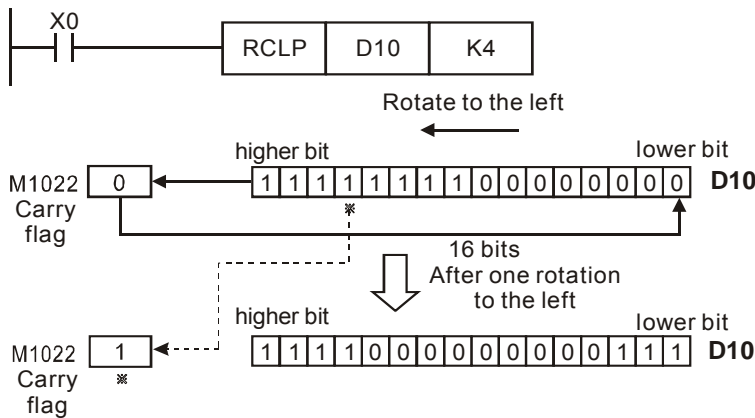 X0
RCLP D10 K4
Rotate to the left
higher bit lower bit
M1022 0 1 1 1 1 1 1 1 1 0 0 0 0 0 0 0 0 D10
Carry
flag
※
16 bits
After one rotation
to the left
higher bit lower bit
M1022 1 1 1 1 1 0 0 0 0 0 0 0 0 0 1 1 1 D10
Carry
flag
※